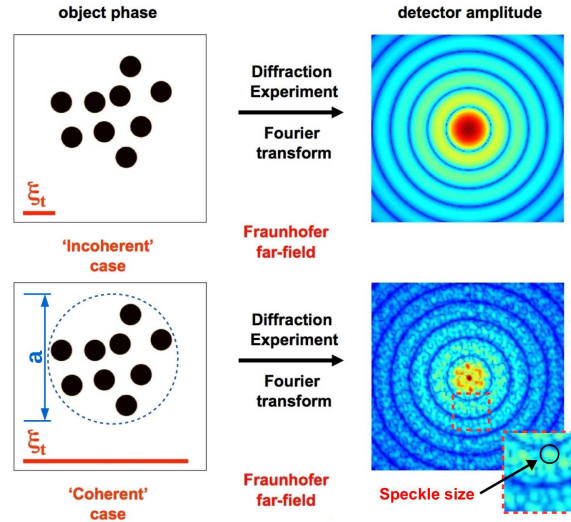 object phase
detector amplitude
Diffraction
Experiment
Fourier
transform
ξt
'Incoherent'
case
Fraunhofer
far-field
a
Diffraction
Experiment
Fourier
transform
ξt
'Coherent'
case
Fraunhofer
far-field
Speckle size